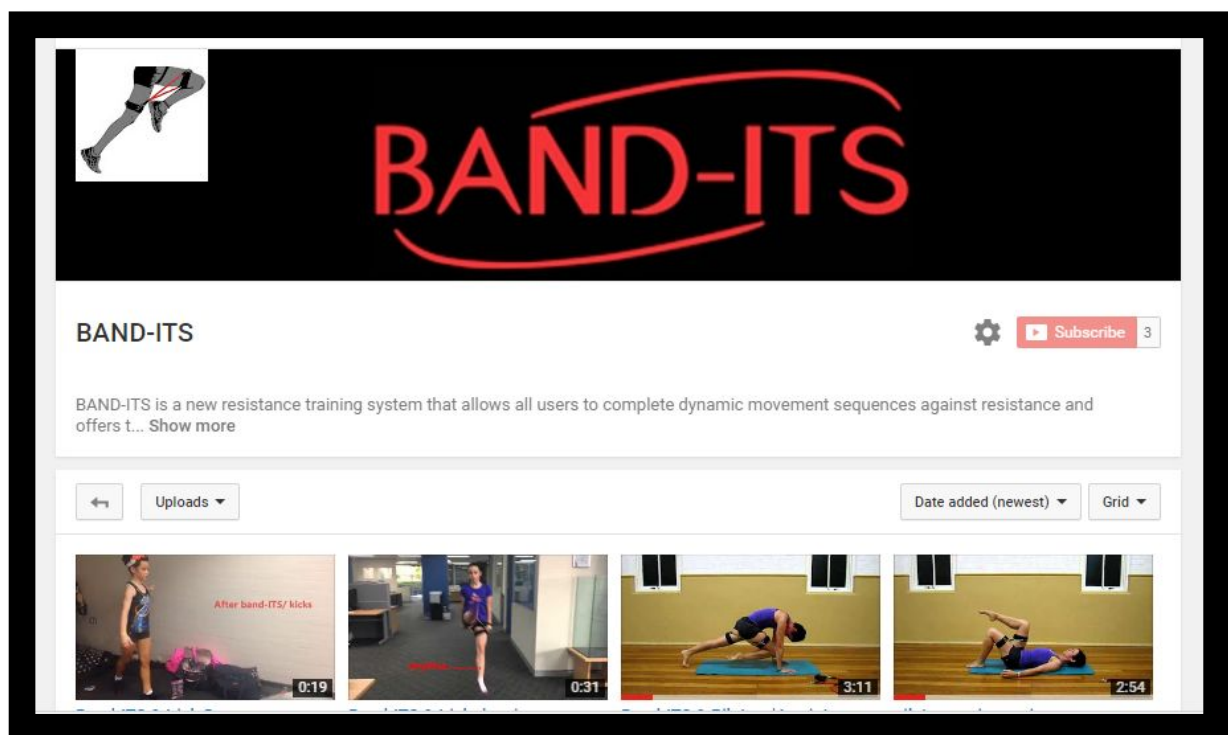 BAND-ITS
BAND-ITS
Subscribe 3
BAND-ITS is a new resistance training system that allows all users to complete dynamic movement sequences against resistance and
offers t... Show more
Uploads
Date added (newest)
Grid
After band-ITS/ kicks
0:19
0:31
3:11
2:54